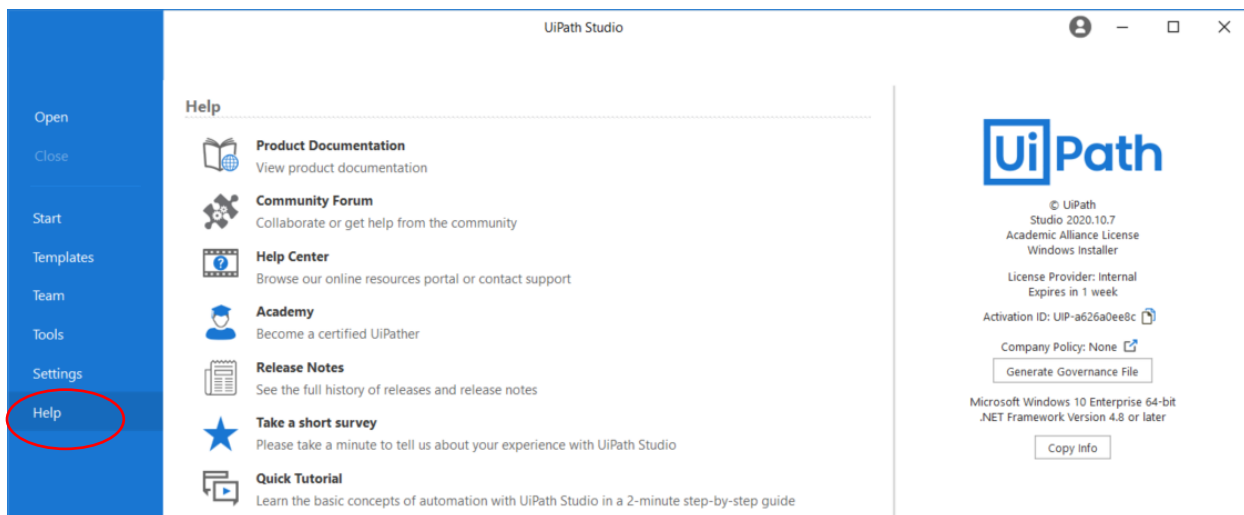 UiPath Studio
Open
Close
Start
Templates
Team
Tools
Settings
Help
Help
Product Documentation
View product documentation
Community Forum
Collaborate or get help from the community
Help Center
Browse our online resources portal or contact support
Academy
Become a certified UiPather
Release Notes
See the full history of releases and release notes
Take a short survey
Please take a minute to tell us about your experience with UiPath Studio
Quick Tutorial
Learn the basic concepts of automation with UiPath Studio in a 2-minute step-by-step guide
UiPath
© UiPath
Studio 2020.10.7
Academic Alliance License
Windows Installer
License Provider: Internal
Expires in 1 week
Activation ID: UIP-a626a0ee8c
Company Policy: None
Generate Governance File
Microsoft Windows 10 Enterprise 64-bit
.NET Framework Version 4.8 or later
Copy Info